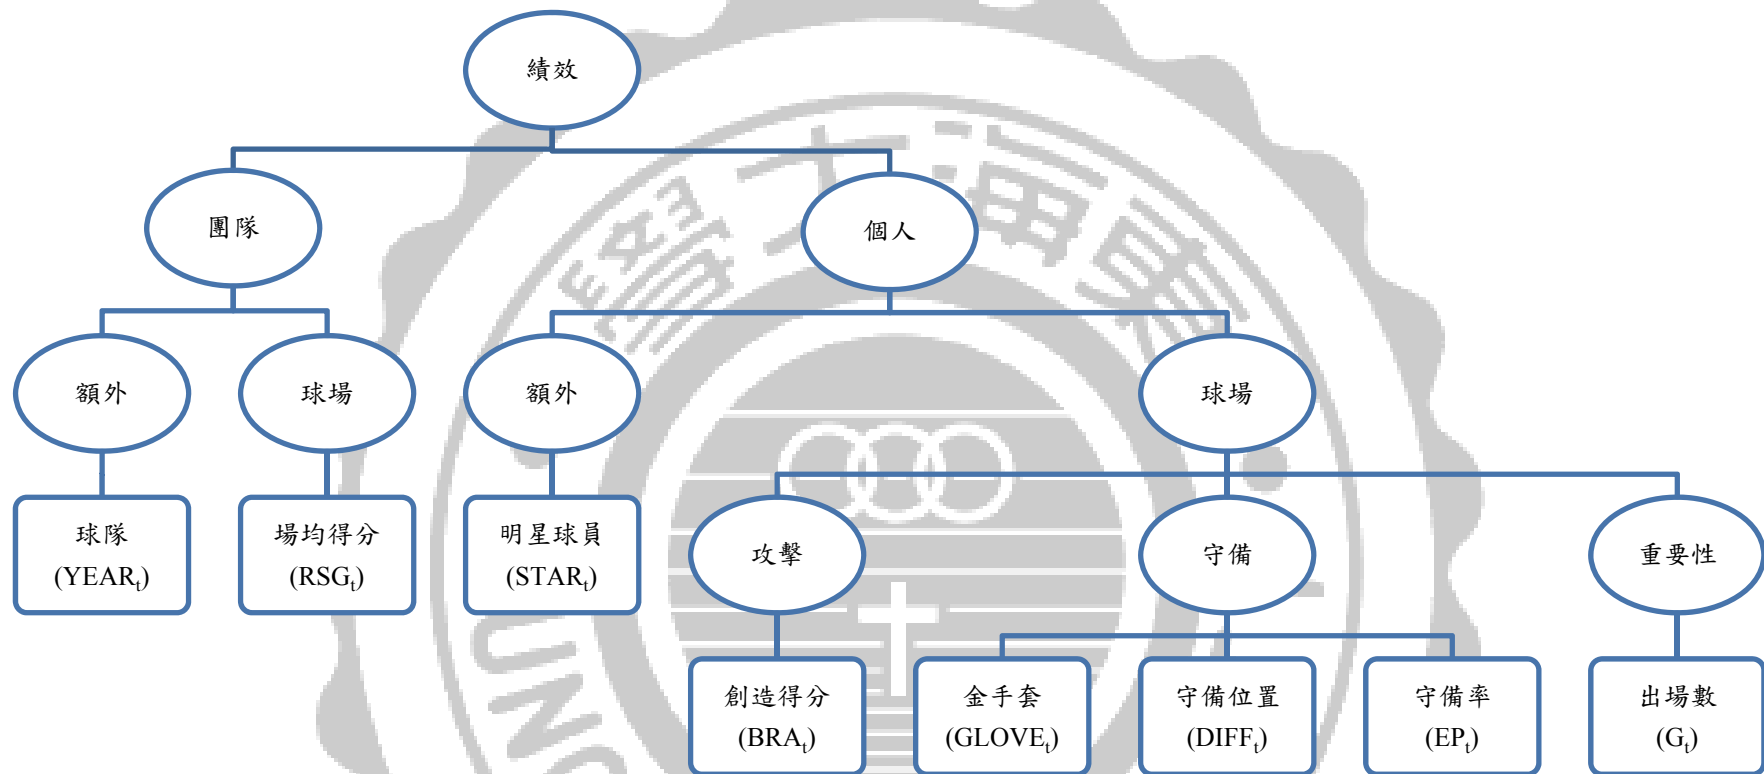 績效
團隊
個人
額外
球場
額外
球場
球隊
(YEARt)
場均得分
(RSGt)
明星球員
(STARt)
攻擊
守備
重要性
創造得分
(BRAt)
金手套
(GLOVEt)
守備位置
(DIFFt)
守備率
(EPt)
出場數
(Gt)